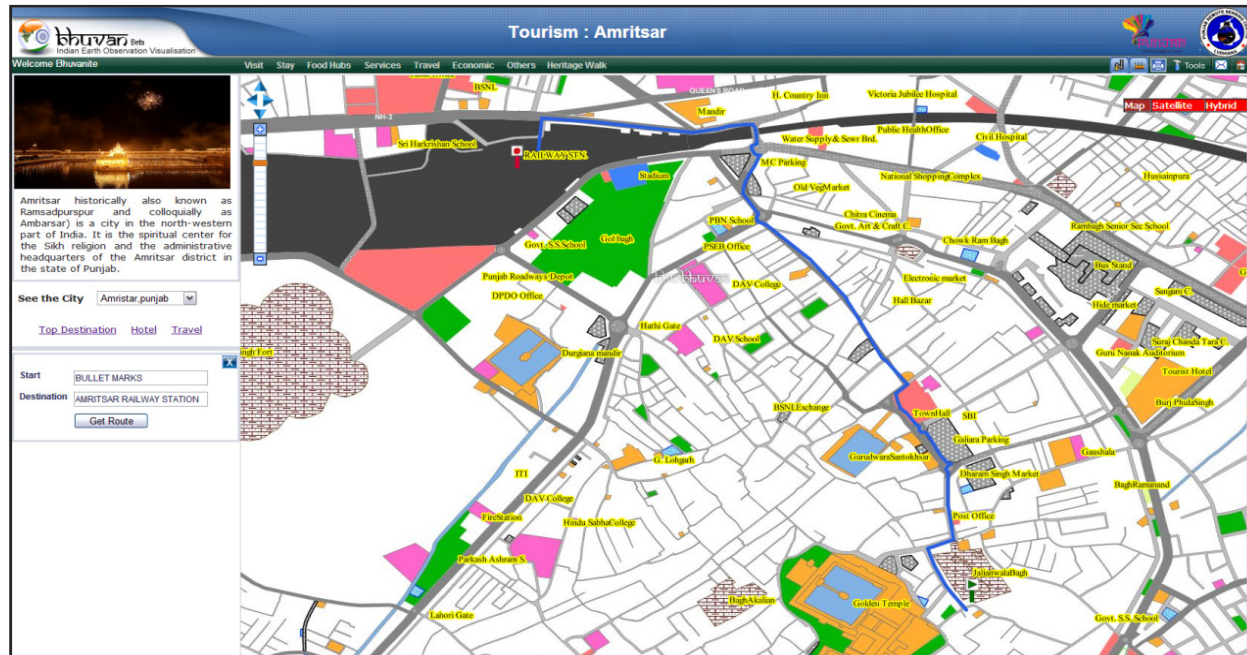 bhuvan Beta
Indian Earth Observation Visualisation
Tourism : Amritsar
Welcome Bhuvanite
Visit Stay Food Hubs Services Travel Economic Others Heritage Walk
Tools
Amritsar historically also known as
Ramsadpurspur and colloquially as
Ambarsar) is a city in the north-western
part of India. It is the spiritual center for
the Sikh religion and the administrative
headquarters of the Amritsar district in
the state of Punjab.
See the City Amristar,punjab
Top Destination Hotel Travel
X
Start BULLET MARKS
Destination AMRITSAR RAILWAY STATION
Get Route
Map Satellite Hybrid
BSNL
QUEENS ROAD
H. Country Inn
Victoria Jubilee Hospital
Mandir
NH-3
Sri Harkrishan School
RAILWAY STN.
Water Supply& Sewr Brd.
Public HealthOffice
Civil Hospital
MC Parking
Stadium
National ShoppingComplex
Hussainpura
Old VegMarket
PBN School
Chitra Cinema
Govt. Art & Craft C.
Rambagh Senior Sec School
Govt. S.S.School
Gol bagh
PSEB Office
Chowk Ram Bagh
Bus Stand
Punjab Roadways Depot
bhuvan
DAV College
Electronic market
Sangam C.
DPDO Office
Hall Bazar
Hide market
Hathi Gate
DAV School
Suraj Chanda Tara C.
Durgiana mandir
Guru Nanak Auditorium
ngh Fort
Tourist Hotel
BSNLExchange
TownHall
SBI
Burj PhulaSingh
Galiara Parking
G. Lohgarh
GurudwaraSantokhsar
Gaushala
ITI
Dharam Singh Market
BaghRamanand
DAV College
FireStation
Hindu SabhaCollege
Post Office
Parkash Ashram S.
JalianwalaBagh
BaghAkalian
Golden Temple
Lahori Gate
Govt. S.S. School